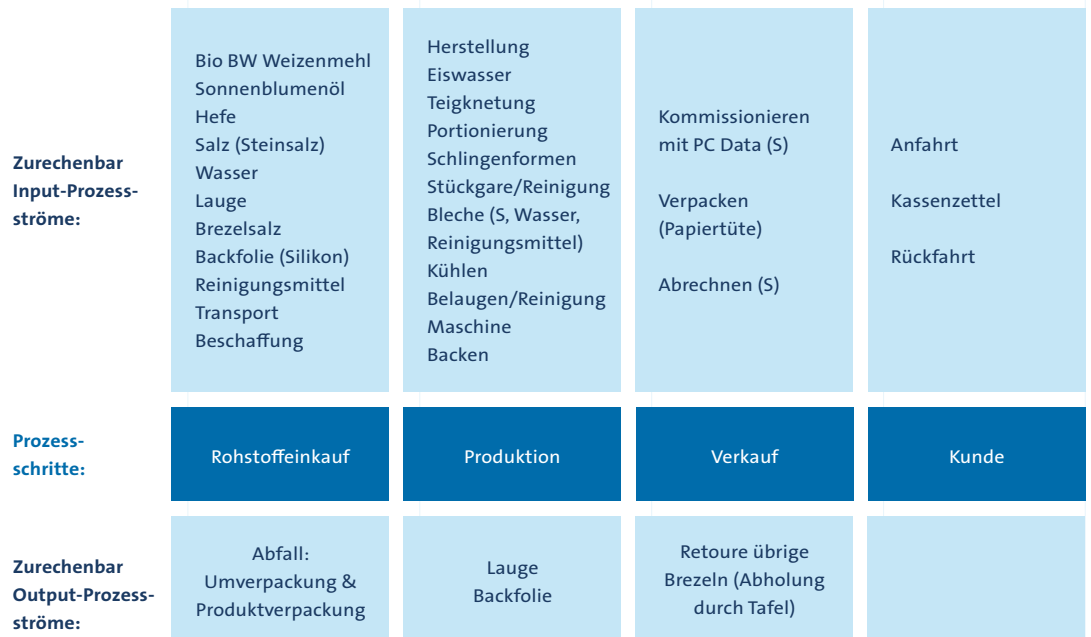 Zurechenbar
Input-Prozess-
ströme:
Bio BW Weizenmehl
Sonnenblumenöl
Hefe
Salz (Steinsalz)
Wasser
Lauge
Brezelsalz
Backfolie (Silikon)
Reinigungsmittel
Transport
Beschaffung
Herstellung
Eiswasser
Teigknetung
Portionierung
Schlingenformen
Stückgare/Reinigung
Bleche (S, Wasser,
Reinigungsmittel)
Kühlen
Belaugen/Reinigung
Maschine
Backen
Kommissionieren
mit PC Data (S)
Verpacken
(Papiertüte)
Abrechnen (S)
Anfahrt
Kassenzettel
Rückfahrt
Prozess-
schritte:
Rohstoffeinkauf
Produktion
Verkauf
Kunde
Zurechenbar
Output-Prozess-
ströme:
Abfall:
Umverpackung &
Produktverpackung
Lauge
Backfolie
Retoure übrige
Brezeln (Abholung
durch Tafel)